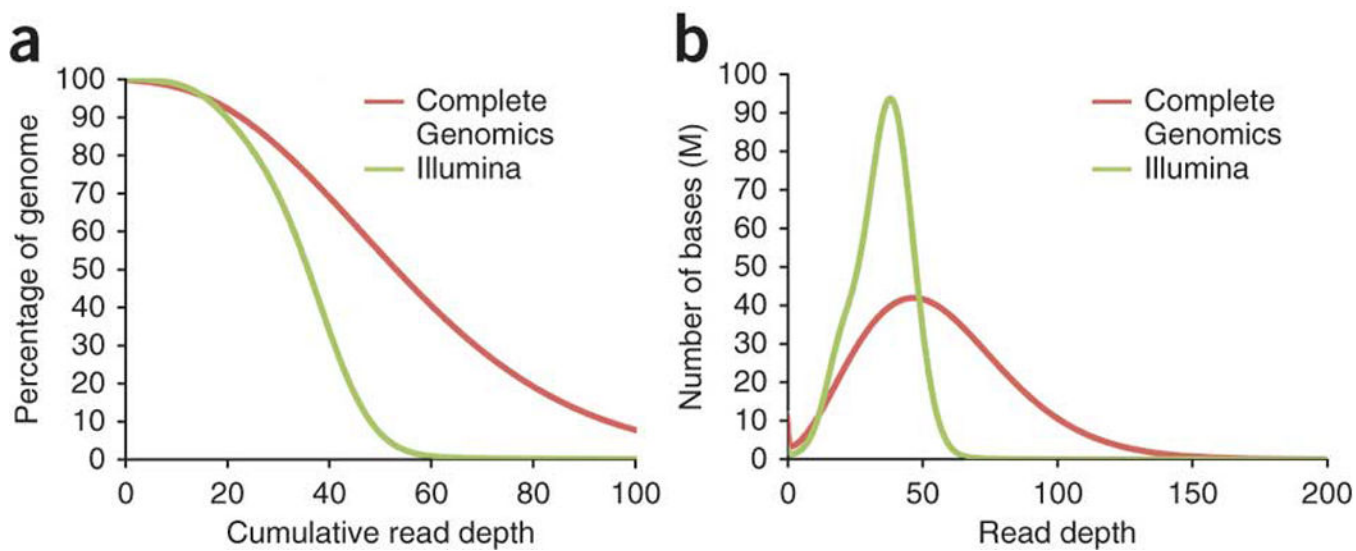 a
Percentage of genome
100
90
80
70
60
50
40
30
20
10
0
0 20 40 60 80 100
Cumulative read depth
Complete
Genomics
Illumina
b
Number of bases (M)
100
90
80
70
60
50
40
30
20
10
0
0 50 100 150 200
Read depth
Complete
Genomics
Illumina